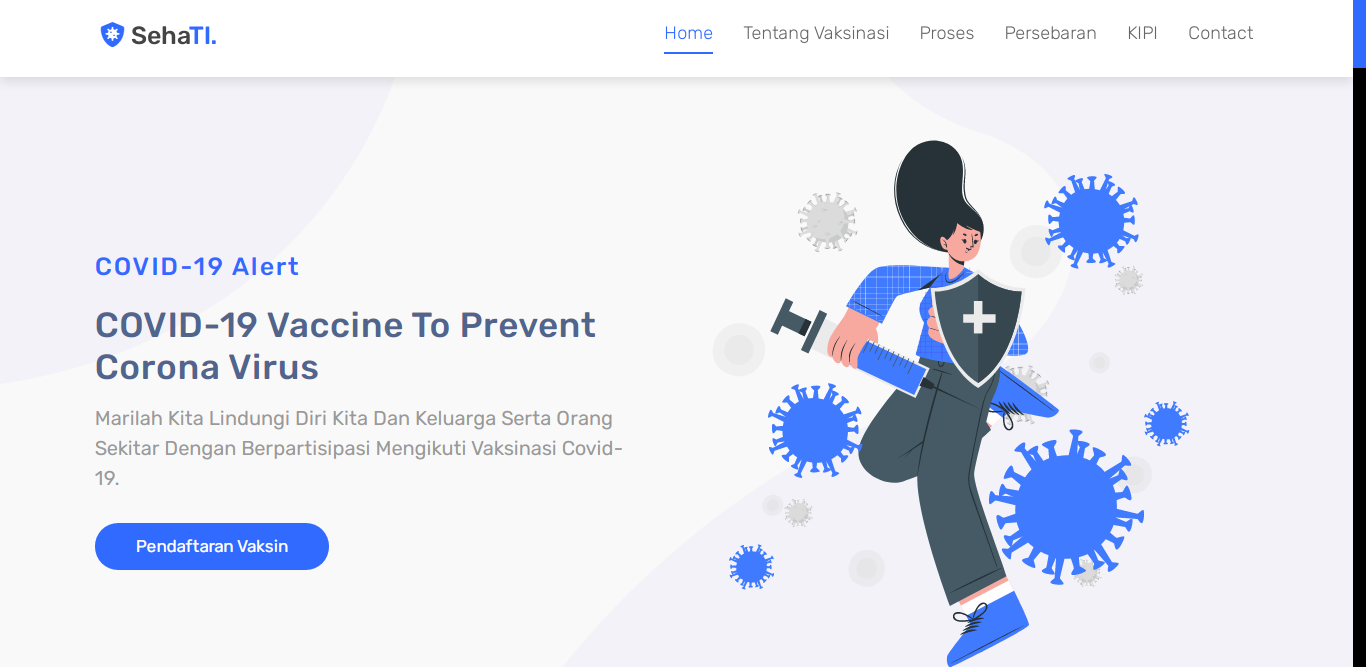 SehaTI.
Home Tentang Vaksinasi Proses Persebaran KIPI Contact
COVID-19 Alert
COVID-19 Vaccine To Prevent
Corona Virus
Marilah Kita Lindungi Diri Kita Dan Keluarga Serta Orang
Sekitar Dengan Berpartisipasi Mengikuti Vaksinasi Covid-
19.
Pendaftaran Vaksin